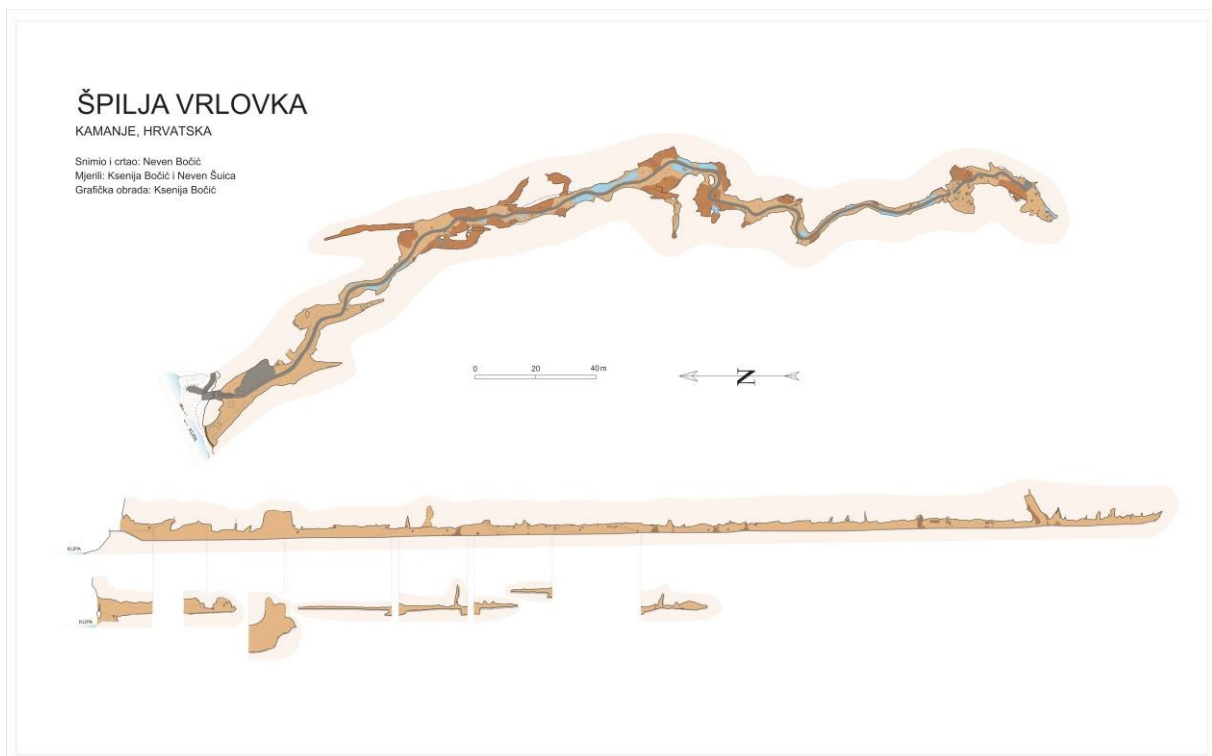 ŠPILJA VRLOVKA
KAMANJE, HRVATSKA
Snimio i crtao: Neven Bočić
Mjerili: Ksenija Bočić i Neven Šuica
Grafička obrada: Ksenija Bočić
KUPA
0 20 40 m
N
KUPA
KUPA